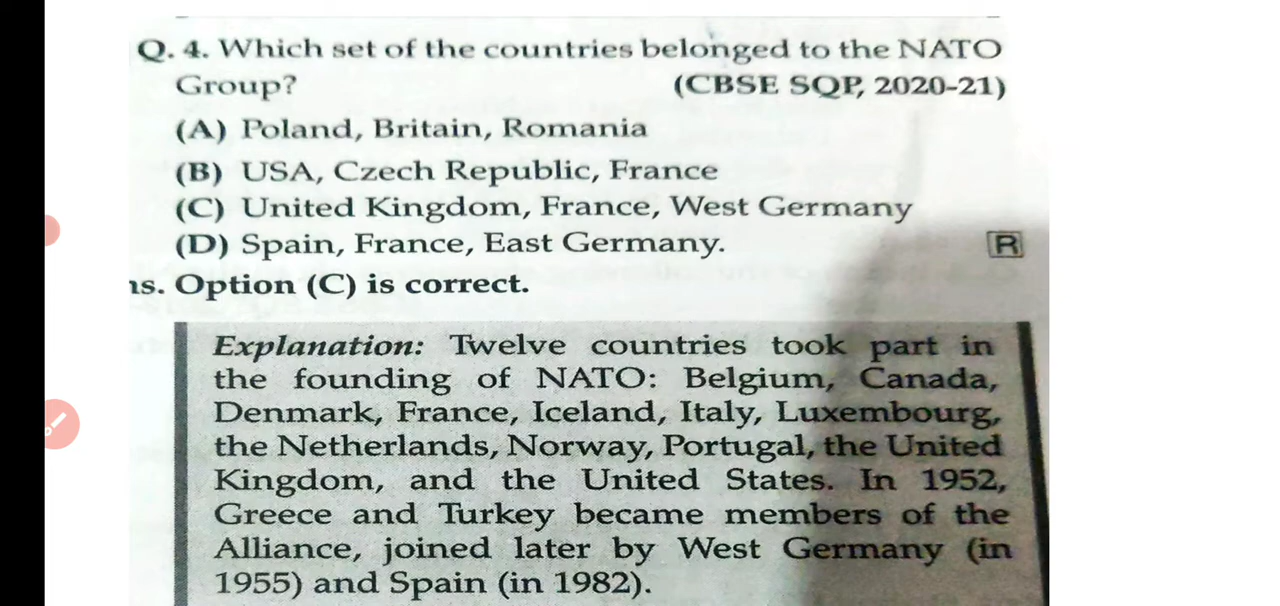 Q. 4. Which set of the countries belonged to the NATO
Group? (CBSE SQP, 2020-21)
(A) Poland, Britain, Romania
(B) USA, Czech Republic, France
(C) United Kingdom, France, West Germany
(D) Spain, France, East Germany. R
ns. Option (C) is correct.
Explanation: Twelve countries took part in
the founding of NATO: Belgium, Canada,
Denmark, France, Iceland, Italy, Luxembourg,
the Netherlands, Norway, Portugal, the United
Kingdom, and the United States. In 1952,
Greece and Turkey became members of the
Alliance, joined later by West Germany (in
1955) and Spain (in 1982).